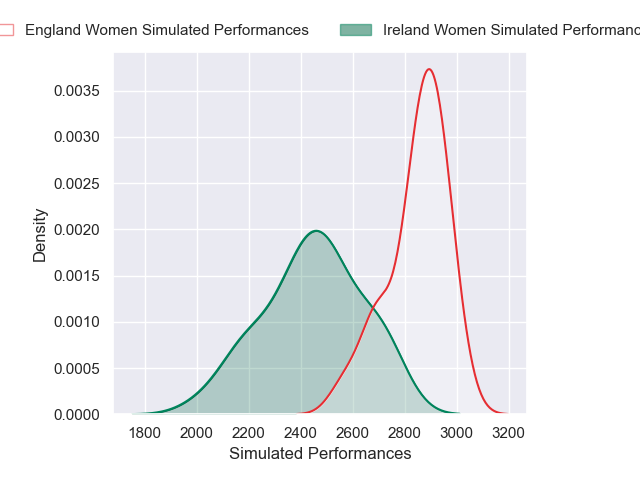 England Women Simulated Performances
Ireland Women Simulated
0.0035
0.0030
0.0025
0.0020
0.0015
0.0010
0.0005
0.0000
Density
1800 2000 2200 2400 2600 2800 3000 3200
Simulated Performances